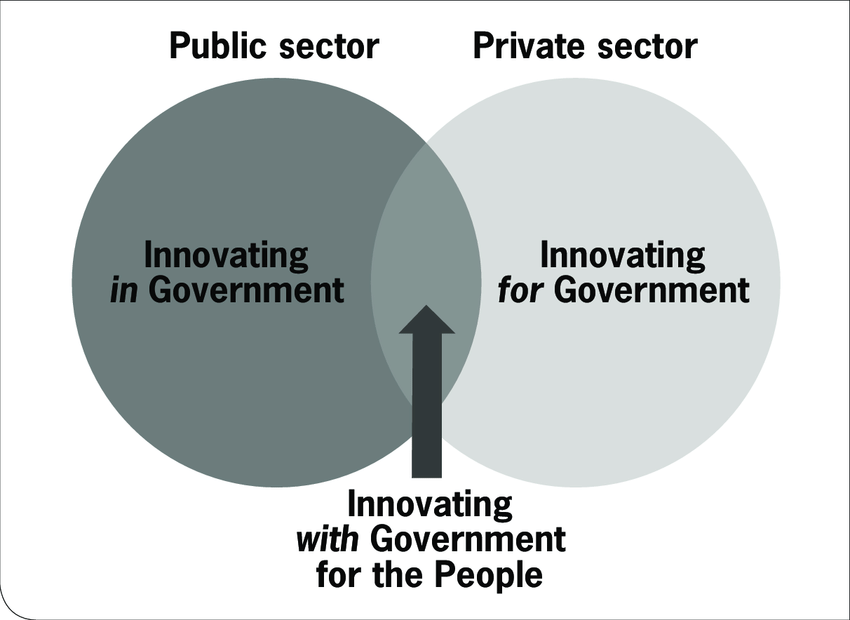 Public sector
Private sector
Innovating
in Government
Innovating
for Government
Innovating
with Government
for the People